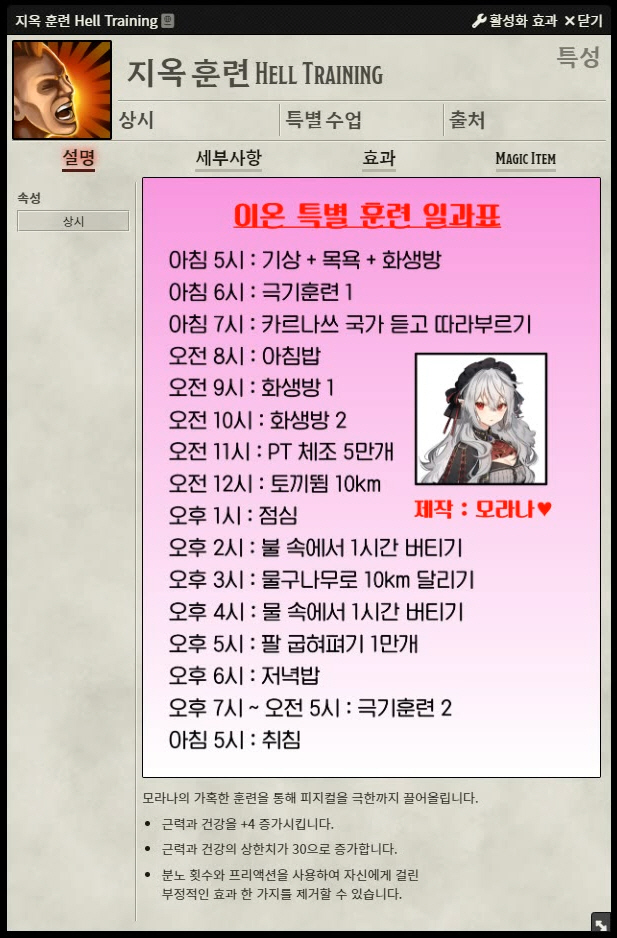 지옥 훈련 Hell Training
활성화 효과 ✕닫기
지옥 훈련 Hell Training
특성
상시
특별 수업
출처
설명
세부사항
효과
Magic Item
속성
상시
이온 특별 훈련 일과표
아침 5시 : 기상 + 목욕 + 화생방
아침 6시 : 극기훈련 1
아침 7시 : 카르나쓰 국가 듣고 따라부르기
오전 8시 : 아침밥
오전 9시 : 화생방 1
오전 10시 : 화생방 2
오전 11시 : PT 체조 5만개
오전 12시 : 토끼뜀 10km
제작 : 모라나♥
오후 1시 : 점심
오후 2시 : 불 속에서 1시간 버티기
오후 3시 : 물구나무로 10km 달리기
오후 4시 : 물 속에서 1시간 버티기
오후 5시 : 팔 굽혀펴기 1만개
오후 6시 : 저녁밥
오후 7시 ~ 오전 5시 : 극기훈련 2
아침 5시 : 취침
모라나의 가혹한 훈련을 통해 피지컬을 극한까지 끌어올립니다.
• 근력과 건강을 +4 증가시킵니다.
• 근력과 건강의 상한치가 30으로 증가합니다.
• 분노 횟수와 프리액션을 사용하여 자신에게 걸린
부정적인 효과 한 가지를 제거할 수 있습니다.